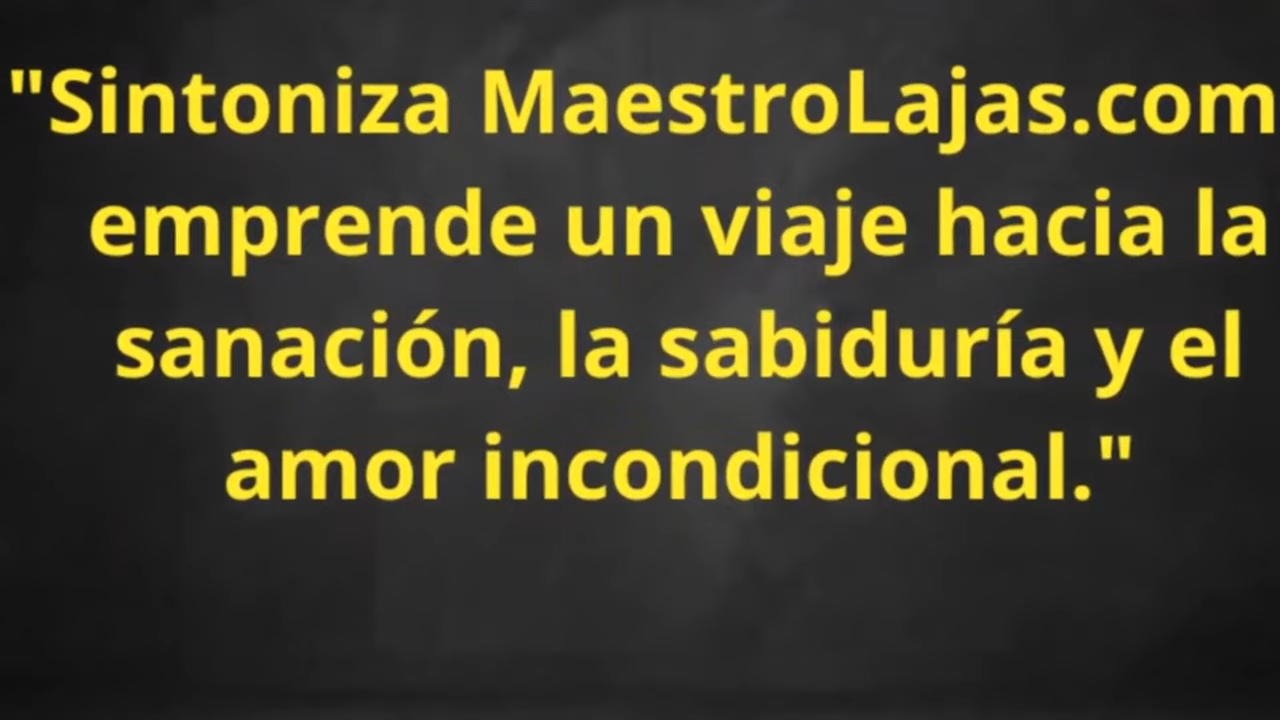 "Sintoniza MaestroLajas.com
emprende un viaje hacia la
sanación, la sabiduría y el
amor incondicional."